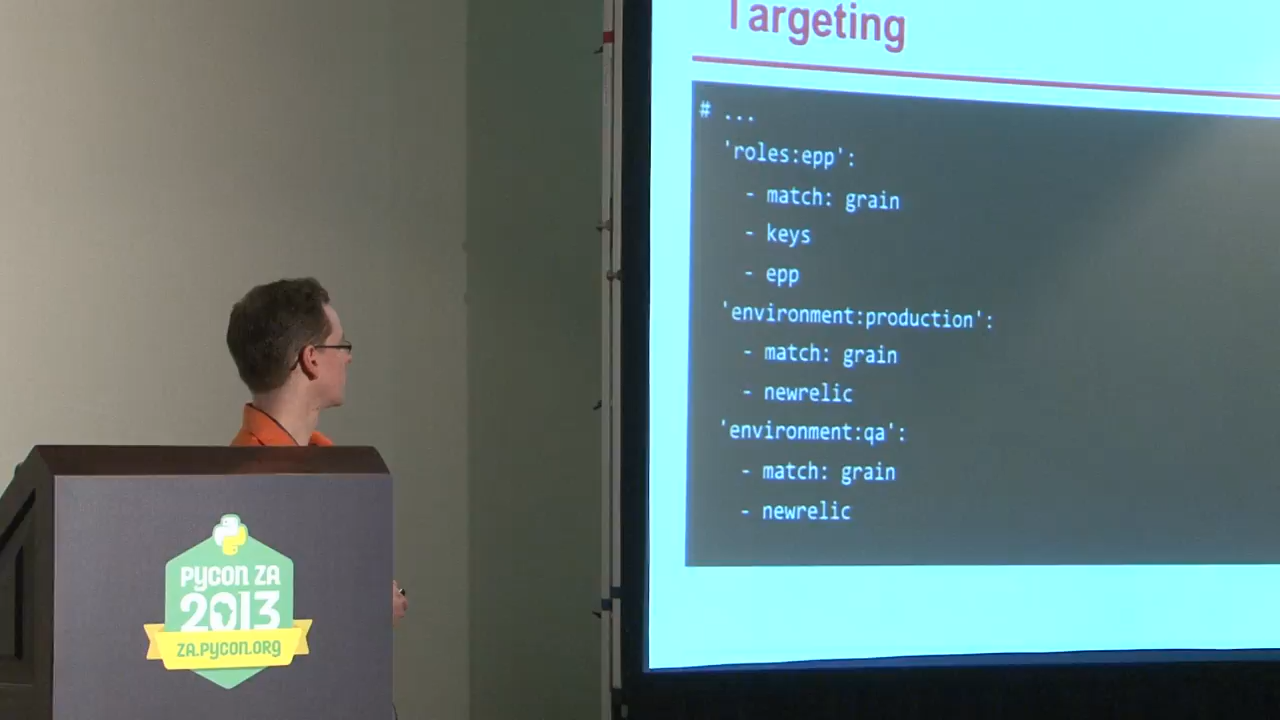 Targeting
# ...
'roles:epp':
- match: grain
- keys
- epp
'environment:production':
- match: grain
- newrelic
'environment:qa':
- match: grain
- newrelic
PYCON ZA
2013
ZA.PYCON.ORG